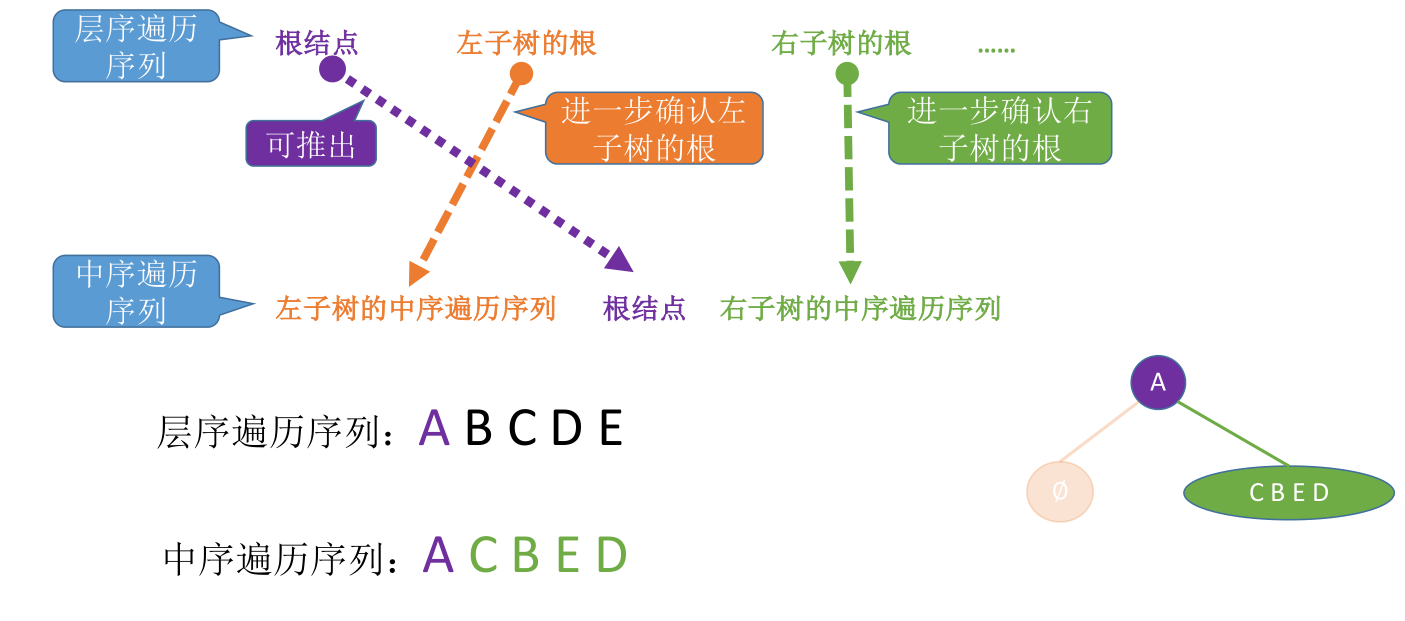 层序遍历
序列
根结点
左子树的根
右子树的根
……
可推出
进一步确认左
子树的根
进一步确认右
子树的根
中序遍历
序列
左子树的中序遍历序列
根结点
右子树的中序遍历序列
A
∅
C B E D
层序遍历序列：A B C D E
中序遍历序列：A C B E D